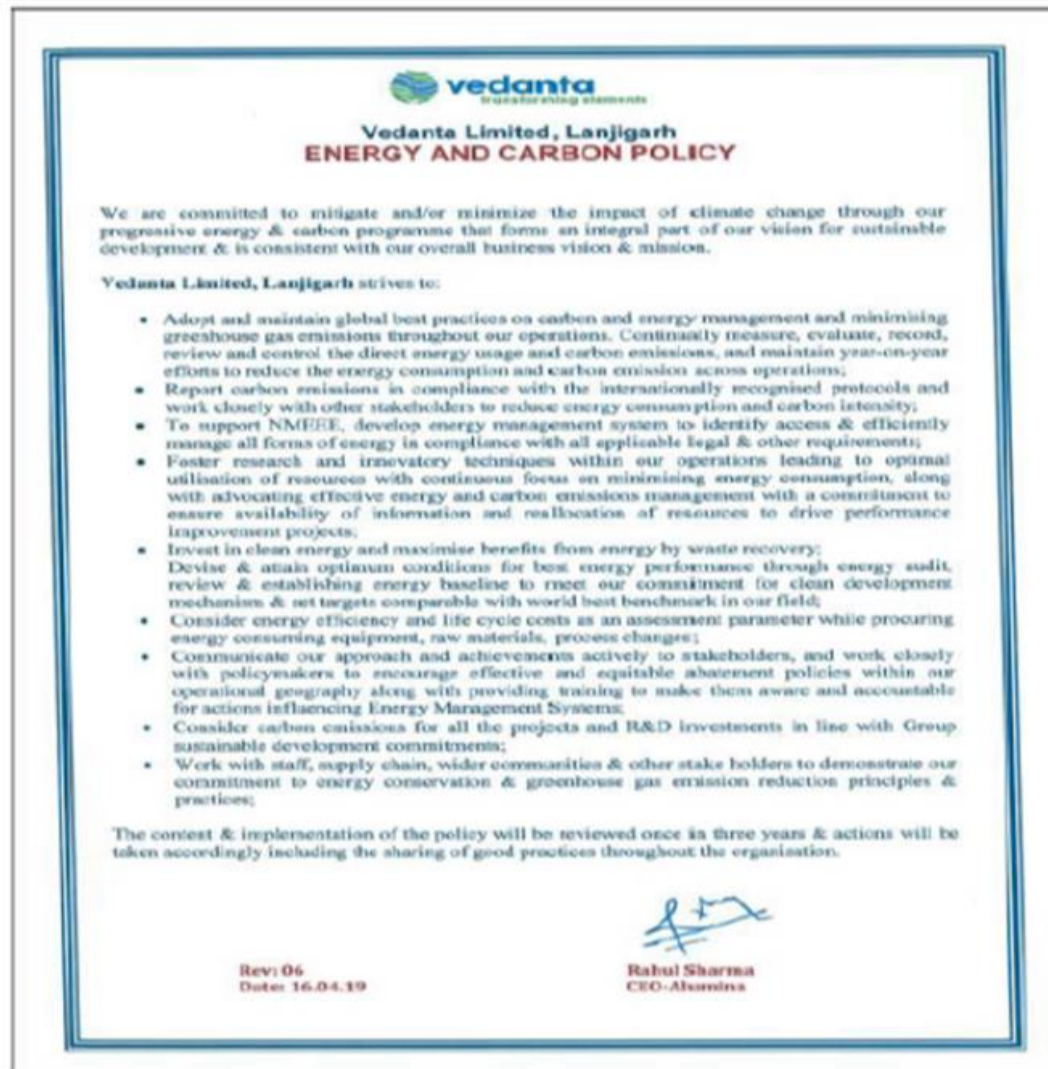 vedanta
transforming elements
Vedanta Limited, Lanjigarh
ENERGY AND CARBON POLICY
We are committed to mitigate and/or minimize the impact of climate change through our
progressive energy & carbon programme that forms an integral part of our vision for sustainable
development & is consistent with our overall business vision & mission.
Vedanta Limited, Lanjigarh strives to:
• Adopt and maintain global best practices on carbon and energy management and minimising
greenhouse gas emissions throughout our operations. Continually measure, evaluate, record,
review and control the direct energy usage and carbon emissions, and maintain year-on-year
efforts to reduce the energy consumption and carbon emission across operations;
• Report carbon emissions in compliance with the internationally recognised protocols and
work closely with other stakeholders to reduce energy consumption and carbon intensity;
• To support NMEEE, develop energy management system to identify access & efficiently
manage all forms of energy in compliance with all applicable legal & other requirements;
• Foster research and innovatory techniques within our operations leading to optimal
utilisation of resources with continuous focus on minimising energy consumption, along
with advocating effective energy and carbon emissions management with a commitment to
ensure availability of information and reallocation of resources to drive performance
improvement projects;
• Invest in clean energy and maximise benefits from energy by waste recovery;
Devise & attain optimum conditions for best energy performance through energy audit,
review & establishing energy baseline to meet our commitment for clean development
mechanism & set targets comparable with world best benchmark in our field;
• Consider energy efficiency and life cycle costs as an assessment parameter while procuring
energy consuming equipment, raw materials, process changes;
• Communicate our approach and achievements actively to stakeholders, and work closely
with policymakers to encourage effective and equitable abatement policies within our
operational geography along with providing training to make them aware and accountable
for actions influencing Energy Management Systems;
• Consider carbon emissions for all the projects and R&D investments in line with Group
sustainable development commitments;
• Work with staff, supply chain, wider communities & other stake holders to demonstrate our
commitment to energy conservation & greenhouse gas emission reduction principles &
practices;
The content & implementation of the policy will be reviewed once in three years & actions will be
taken accordingly including the sharing of good practices throughout the organisation.
Rev: 06
Date: 16.04.19
Rahul Sharma
CEO-Alumina